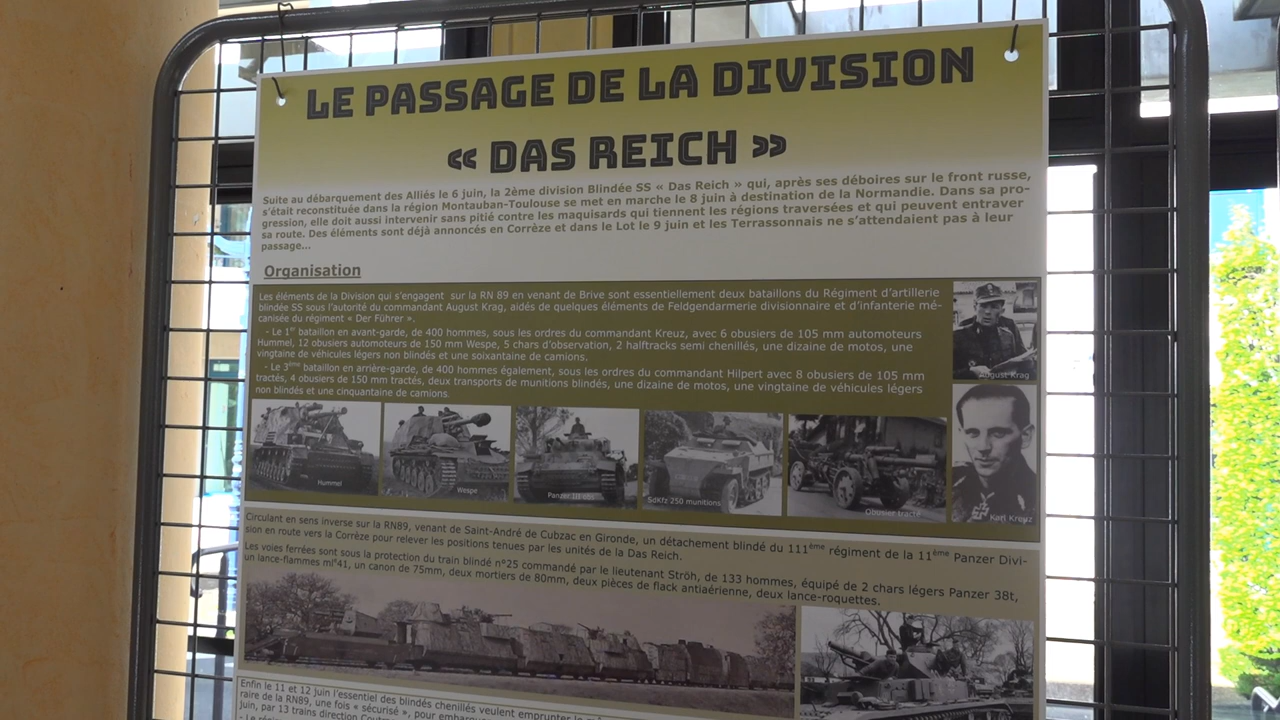 LE PASSAGE DE LA DIVISION
« DAS REICH »
Suite au débarquement des Alliés le 6 juin, la 2ème division Blindée SS « Das Reich » qui, après ses déboires sur le front russe,
s'était reconstituée dans la région Montauban-Toulouse se met en marche le 8 juin à destination de la Normandie. Dans sa pro-
gression, elle doit aussi intervenir sans pitié contre les maquisards qui tiennent les régions traversées et qui peuvent entraver
sa route. Des éléments sont déjà annoncés en Corrèze et dans le Lot le 9 juin et les Terrassonnais ne s'attendaient pas à leur
passage...
Organisation
Les éléments de la Division qui s'engagent sur la RN 89 en venant de Brive sont essentiellement deux bataillons du Régiment d'artillerie
blindée SS sous l'autorité du commandant August Krag, aidés de quelques éléments de Feldgendarmerie divisionnaire et d'infanterie mé-
canisée du régiment « Der Führer ».
- Le 1er bataillon en avant-garde, de 400 hommes, sous les ordres du commandant Kreuz, avec 6 obusiers de 105 mm automoteurs
Hummel, 12 obusiers automoteurs de 150 mm Wespe, 5 chars d'observation, 2 halftracks semi chenillés, une dizaine de motos, une
vingtaine de véhicules légers non blindés et une soixantaine de camions.
- Le 3ème bataillon en arrière-garde, de 400 hommes également, sous les ordres du commandant Hilpert avec 8 obusiers de 105 mm
tractés, 4 obusiers de 150 mm tractés, deux transports de munitions blindés, une dizaine de motos, une vingtaine de véhicules légers
non blindés et une cinquantaine de camions.
August Krag
Hummel
Wespe
Panzer III obs
SdKfz 250 munitions
Obusier tracté
Karl Kreuz
Circulant en sens inverse sur la RN89, venant de Saint-André de Cubzac en Gironde, un détachement blindé du 111ème régiment de la 11ème Panzer Divi-
sion en route vers la Corrèze pour relever les positions tenues par les unités de la Das Reich.
Les voies ferrées sont sous la protection du train blindé n°25 commandé par le lieutenant Ströh, de 133 hommes, équipé de 2 chars légers Panzer 38t,
un lance-flammes ml°41, un canon de 75mm, deux mortiers de 80mm, deux pièces de flack antiaérienne, deux lance-roquettes.
Enfin le 11 et 12 juin l'essentiel des blindés chenillés veulent emprunter le
raire de la RN89, une fois « sécurisé », pour embarquer
juin, par 13 trains direction